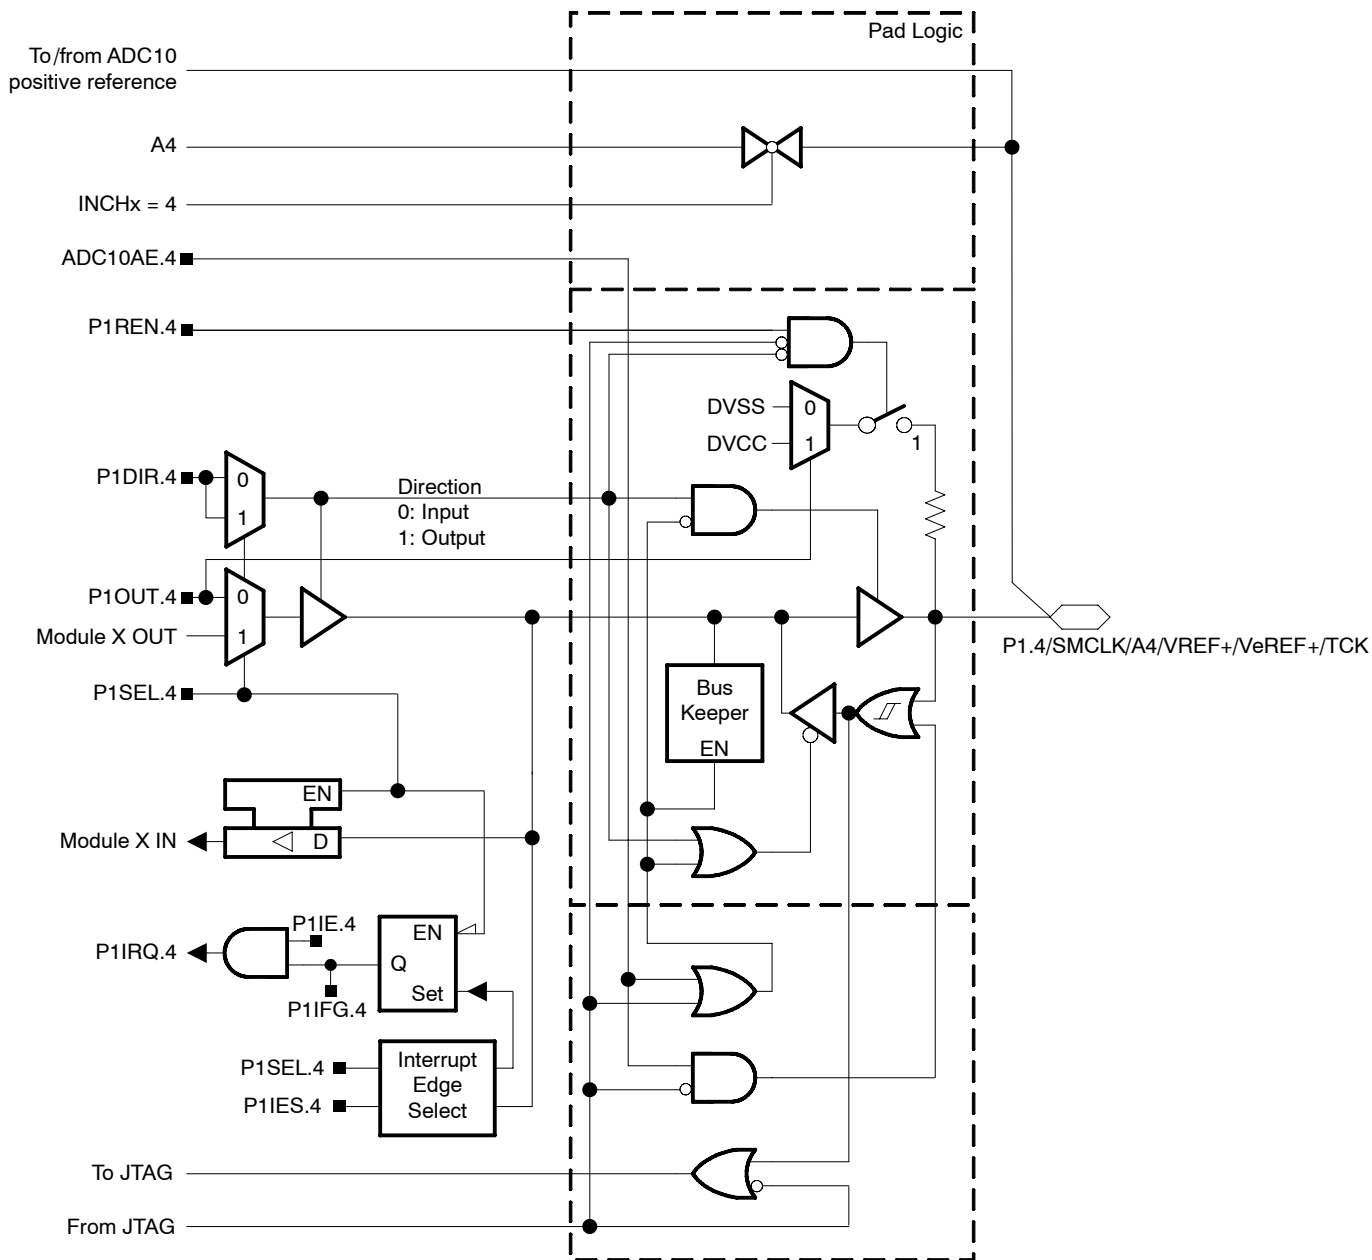 Pad Logic
To/from ADC10
positive reference
A4
INCHx = 4
ADC10AE.4
P1REN.4
DVSS
0
DVCC
1
1
P1DIR.4
0
1
Direction
0: Input
1: Output
P1OUT.4
0
Module X OUT
1
P1.4/SMCLK/A4/VREF+/VeREF+/TCK
P1SEL.4
Bus
Keeper
EN
EN
Module X IN
D
P1IE.4
EN
P1IRQ.4
Q
Set
P1IFG.4
P1SEL.4
P1IES.4
Interrupt
Edge
Select
To JTAG
From JTAG